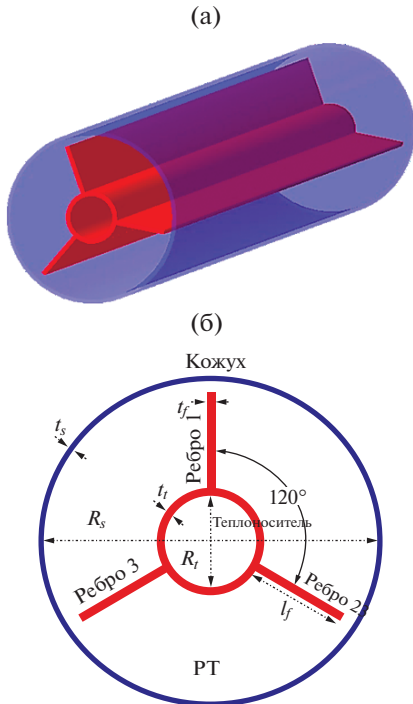 (а)
(б)
Кожух
t_s
t_f
Ребро 1
t_t
120°
Теплоноситель
R_s
R_t
Ребро 3
Ребро 2
l_f
РТ